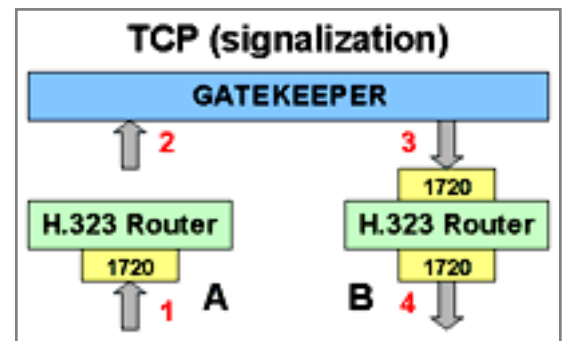 TCP (signalization)
GATEKEEPER
2 3
1720
H.323 Router H.323 Router
1720 1720
1 A B 4